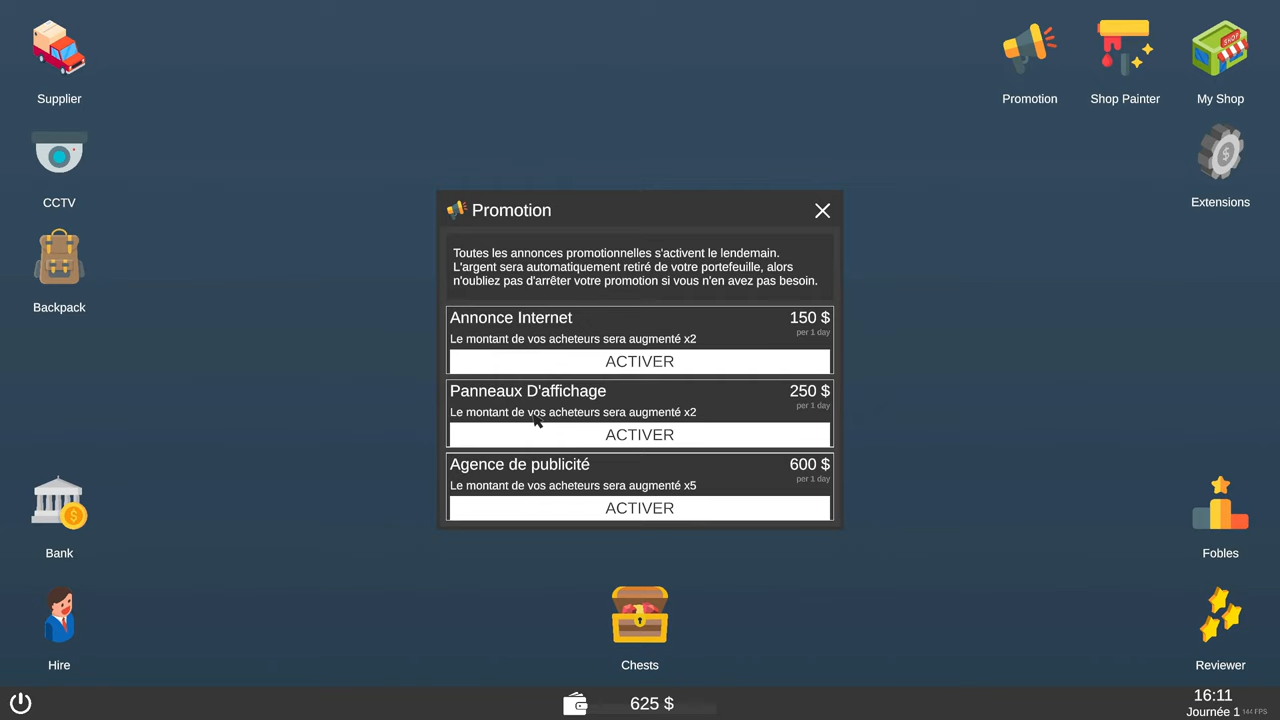 Supplier
CCTV
Backpack
Promotion
Shop Painter
My Shop
SHOP
Extensions
Promotion
Toutes les annonces promotionnelles s'activent le lendemain.
L'argent sera automatiquement retiré de votre portefeuille, alors
n'oubliez pas d'arrêter votre promotion si vous n'en avez pas besoin.
Annonce Internet 150 $
per 1 day
Le montant de vos acheteurs sera augmenté x2
ACTIVER
Panneaux D'affichage 250 $
per 1 day
Le montant de vos acheteurs sera augmenté x2
ACTIVER
Agence de publicité 600 $
per 1 day
Le montant de vos acheteurs sera augmenté x5
ACTIVER
Bank
Hire
Chests
Fobles
Reviewer
625 $
16:11
Journée 1 144 FPS